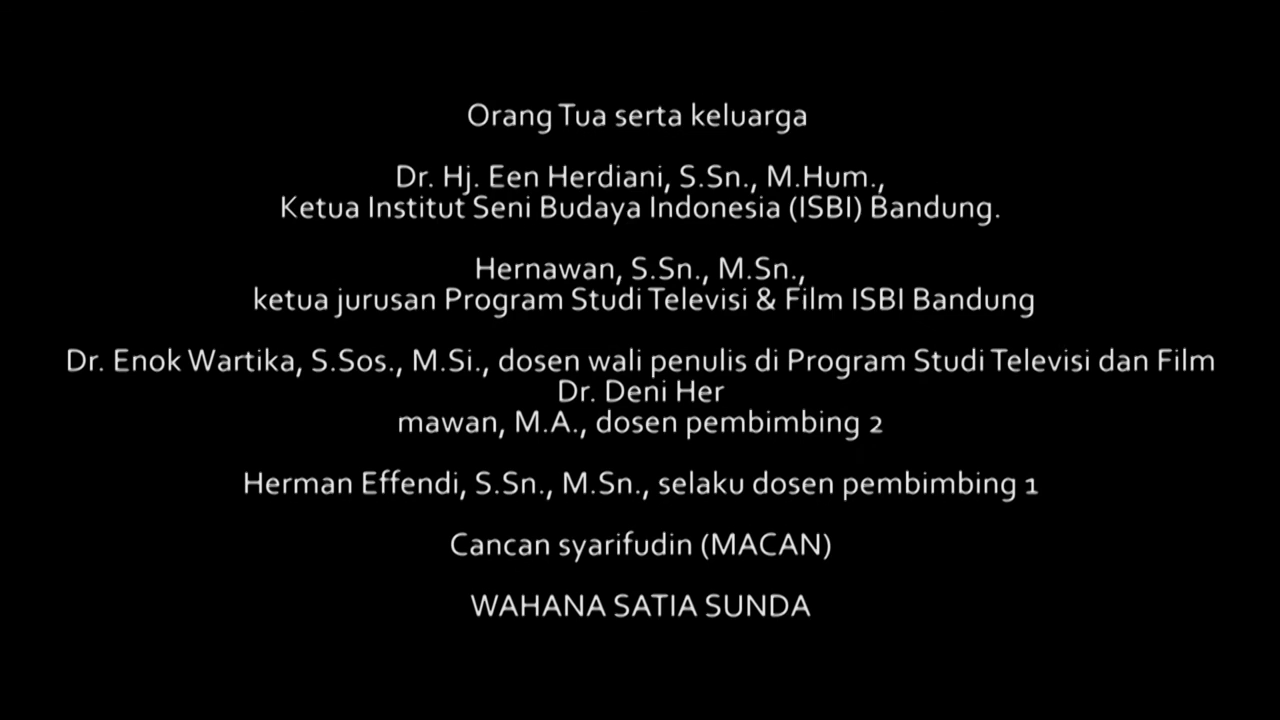 Orang Tua serta keluarga
Dr. Hj. Een Herdiani, S.Sn., M.Hum.,
Ketua Institut Seni Budaya Indonesia (ISBI) Bandung.
Hernawan, S.Sn., M.Sn.,
ketua jurusan Program Studi Televisi & Film ISBI Bandung
Dr. Enok Wartika, S.Sos., M.Si., dosen wali penulis di Program Studi Televisi dan Film
Dr. Deni Her
mawan, M.A., dosen pembimbing 2
Herman Effendi, S.Sn., M.Sn., selaku dosen pembimbing 1
Cancan syarifudin (MACAN)
WAHANA SATIA SUNDA